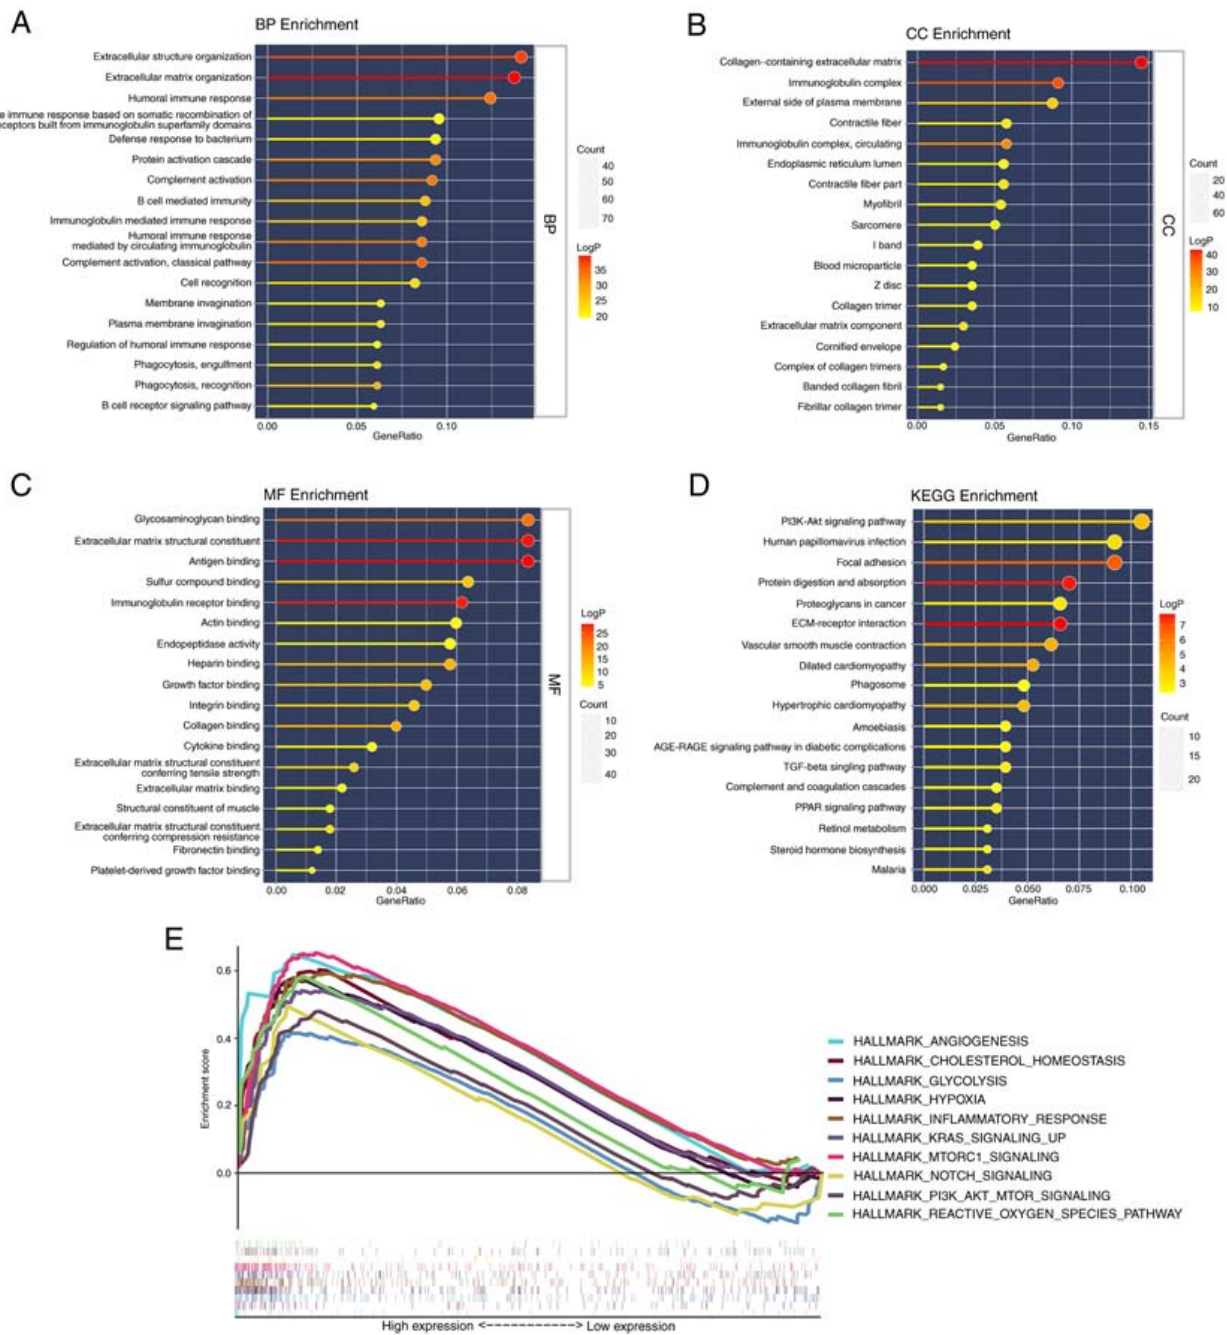 A
BP Enrichment
Extracellular structure organization
Extracellular matrix organization
Humoral immune response
e immune response based on somatic recombination of
ceptors built from immunoglobulin superfamily domains
Defense response to bacterium
Protein activation cascade
Complement activation
B cell mediated immunity
Immunoglobulin mediated immune response
Humoral immune response
mediated by circulating immunoglobulin
Complement activation, classical pathway
Cell recognition
Membrane invagination
Plasma membrane invagination
Regulation of humoral immune response
Phagocytosis, engulfment
Phagocytosis, recognition
B cell receptor signaling pathway
0.00 0.05 0.10
GeneRatio
BP
Count
40
50
60
70
LogP
35
30
25
20
B
CC Enrichment
Collagen-containing extracellular matrix
Immunoglobulin complex
External side of plasma membrane
Contractile fiber
Immunoglobulin complex, circulating
Endoplasmic reticulum lumen
Contractile fiber part
Myofibril
Sarcomere
I band
Blood microparticle
Z disc
Collagen trimer
Extracellular matrix component
Cornified envelope
Complex of collagen trimers
Banded collagen fibril
Fibrillar collagen trimer
0.00 0.05 0.10 0.15
GeneRatio
CC
Count
20
40
60
LogP
40
30
20
10
C
MF Enrichment
Glycosaminoglycan binding
Extracellular matrix structural constituent
Antigen binding
Sulfur compound binding
Immunoglobulin receptor binding
Actin binding
Endopeptidase activity
Heparin binding
Growth factor binding
Integrin binding
Collagen binding
Cytokine binding
Extracellular matrix structural constituent
conferring tensile strength
Extracellular matrix binding
Structural constituent of muscle
Extracellular matrix structural constituent
conferring compression resistance
Fibronectin binding
Platelet-derived growth factor binding
0.00 0.02 0.04 0.06 0.08
GeneRatio
MF
LogP
25
20
15
10
5
Count
10
20
30
40
D
KEGG Enrichment
PI3K-Akt signaling pathway
Human papillomavirus infection
Focal adhesion
Protein digestion and absorption
Proteoglycans in cancer
ECM-receptor interaction
Vascular smooth muscle contraction
Dilated cardiomyopathy
Phagosome
Hypertrophic cardiomyopathy
Amoebiasis
AGE-RAGE signaling pathway in diabetic complications
TGF-beta singling pathway
Complement and coagulation cascades
PPAR signaling pathway
Retinol metabolism
Steroid hormone biosynthesis
Malaria
0.000 0.025 0.050 0.075 0.100
GeneRatio
LogP
7
6
5
4
3
Count
10
15
20
E
Enrichment score
0.6
0.4
0.2
0.0
HALLMARK_ANGIOGENESIS
HALLMARK_CHOLESTEROL_HOMEOSTASIS
HALLMARK_GLYCOLYSIS
HALLMARK_HYPOXIA
HALLMARK_INFLAMMATORY_RESPONSE
HALLMARK_KRAS_SIGNALING_UP
HALLMARK_MTORC1_SIGNALING
HALLMARK_NOTCH_SIGNALING
HALLMARK_PI3K_AKT_MTOR_SIGNALING
HALLMARK_REACTIVE_OXYGEN_SPECIES_PATHWAY
High expression <-----------> Low expression